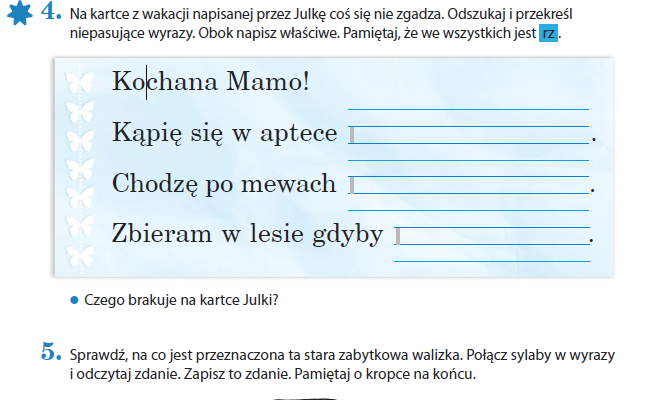 4. Na kartce z wakacji napisanej przez Julkę coś się nie zgadza. Odszukaj i przekreśl
niepasujące wyrazy. Obok napisz właściwe. Pamiętaj, że we wszystkich jest rz.
Kochana Mamo!
Kąpię się w aptece .
Chodzę po mewach .
Zbieram w lesie gdyby .
• Czego brakuje na kartce Julki?
5. Sprawdź, na co jest przeznaczona ta stara zabytkowa walizka. Połącz sylaby w wyrazy
i odczytaj zdanie. Zapisz to zdanie. Pamiętaj o kropce na końcu.